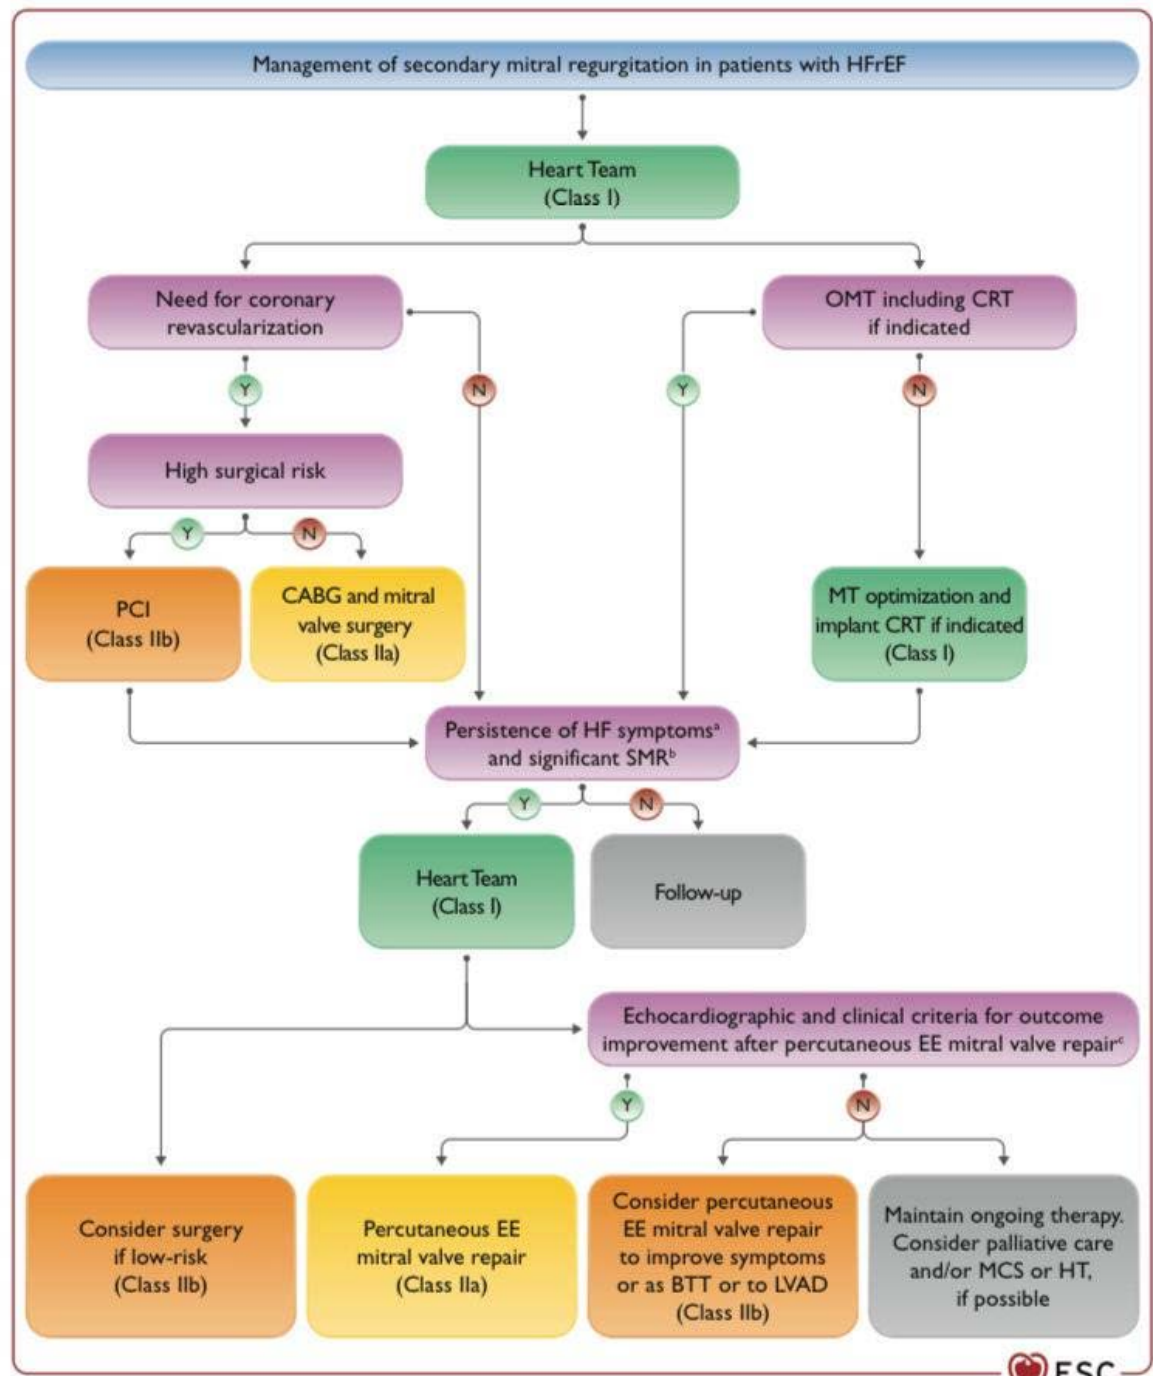 Management of secondary mitral regurgitation in patients with HFrEF
Heart Team
(Class I)
Need for coronary
revascularization
OMT including CRT
if indicated
Y
N
Y
N
High surgical risk
Y
N
PCI
(Class IIb)
CABG and mitral
valve surgery
(Class IIa)
MT optimization and
implant CRT if indicated
(Class I)
Persistence of HF symptomsᵃ
and significant SMRᵇ
Y
N
Heart Team
(Class I)
Follow-up
Echocardiographic and clinical criteria for outcome
improvement after percutaneous EE mitral valve repairᶜ
Y
N
Consider surgery
if low-risk
(Class IIb)
Percutaneous EE
mitral valve repair
(Class IIa)
Consider percutaneous
EE mitral valve repair
to improve symptoms
or as BTT or to LVAD
(Class IIb)
Maintain ongoing therapy.
Consider palliative care
and/or MCS or HT,
if possible
ESC